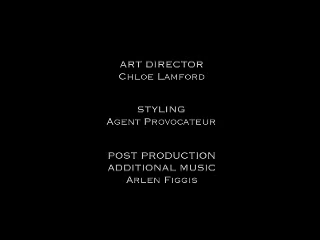 ART DIRECTOR
CHLOE LAMFORD
STYLING
AGENT PROVOCATEUR
POST PRODUCTION
ADDITIONAL MUSIC
ARLEN FIGGIS